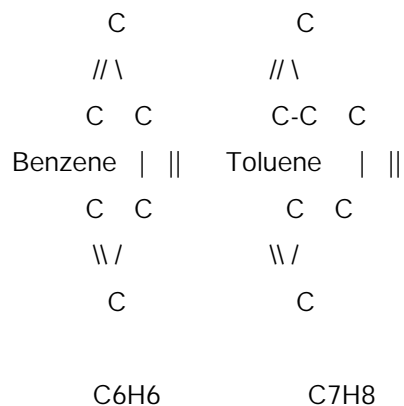 C C
// \ // \
C C C-C C
Benzene | || Toluene | ||
C C C C
\\ / \\ /
C C
C6H6 C7H8